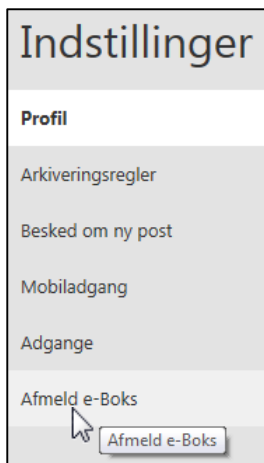 Indstillinger
Profil
Arkiveringsregler
Besked om ny post
Mobiladgang
Adgange
Afmeld e-Boks
Afmeld e-Boks